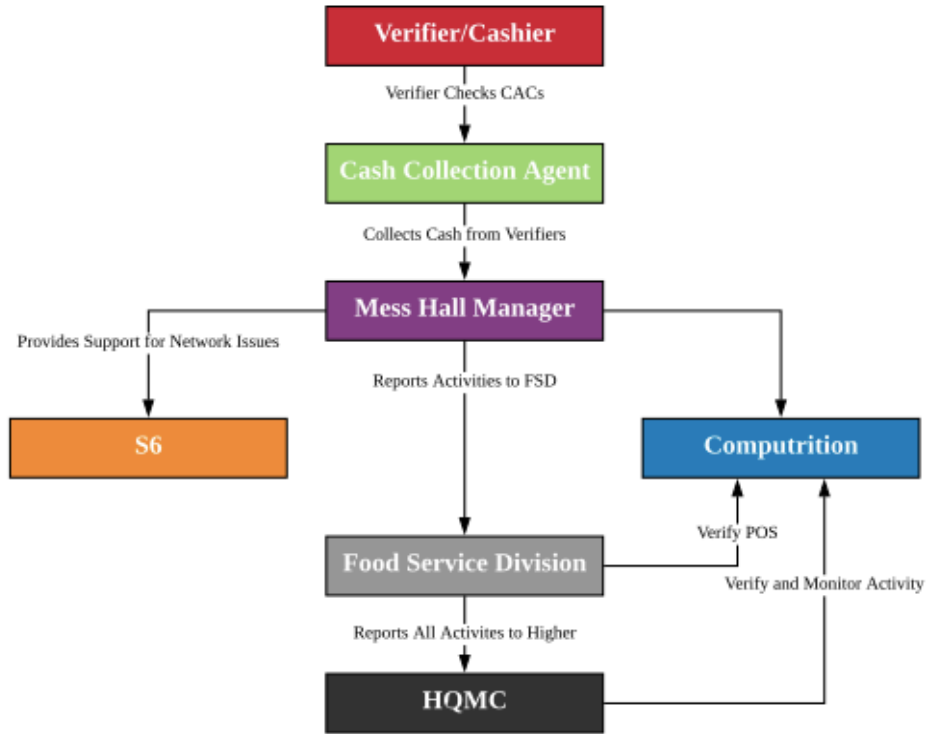 Verifier/Cashier
Verifier Checks CACs
Cash Collection Agent
Collects Cash from Verifiers
Mess Hall Manager
Provides Support for Network Issues
Reports Activities to FSD
S6
Computrition
Verify POS
Food Service Division
Verify and Monitor Activity
Reports All Activites to Higher
HQMC